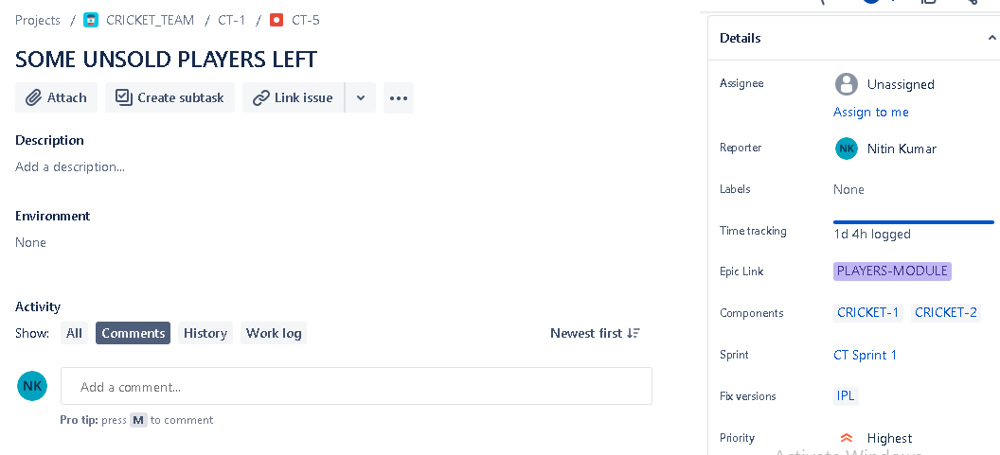 Projects / CRICKET_TEAM / CT-1 / CT-5
SOME UNSOLD PLAYERS LEFT
Attach Create subtask Link issue
Description
Add a description...
Environment
None
Activity
Show: All Comments History Work log Newest first
NK Add a comment...
Pro tip: press M to comment
Details
Assignee Unassigned
Assign to me
Reporter NK Nitin Kumar
Labels None
Time tracking 1d 4h logged
Epic Link PLAYERS-MODULE
Components CRICKET-1 CRICKET-2
Sprint CT Sprint 1
Fix versions IPL
Priority Highest
Activate Windows